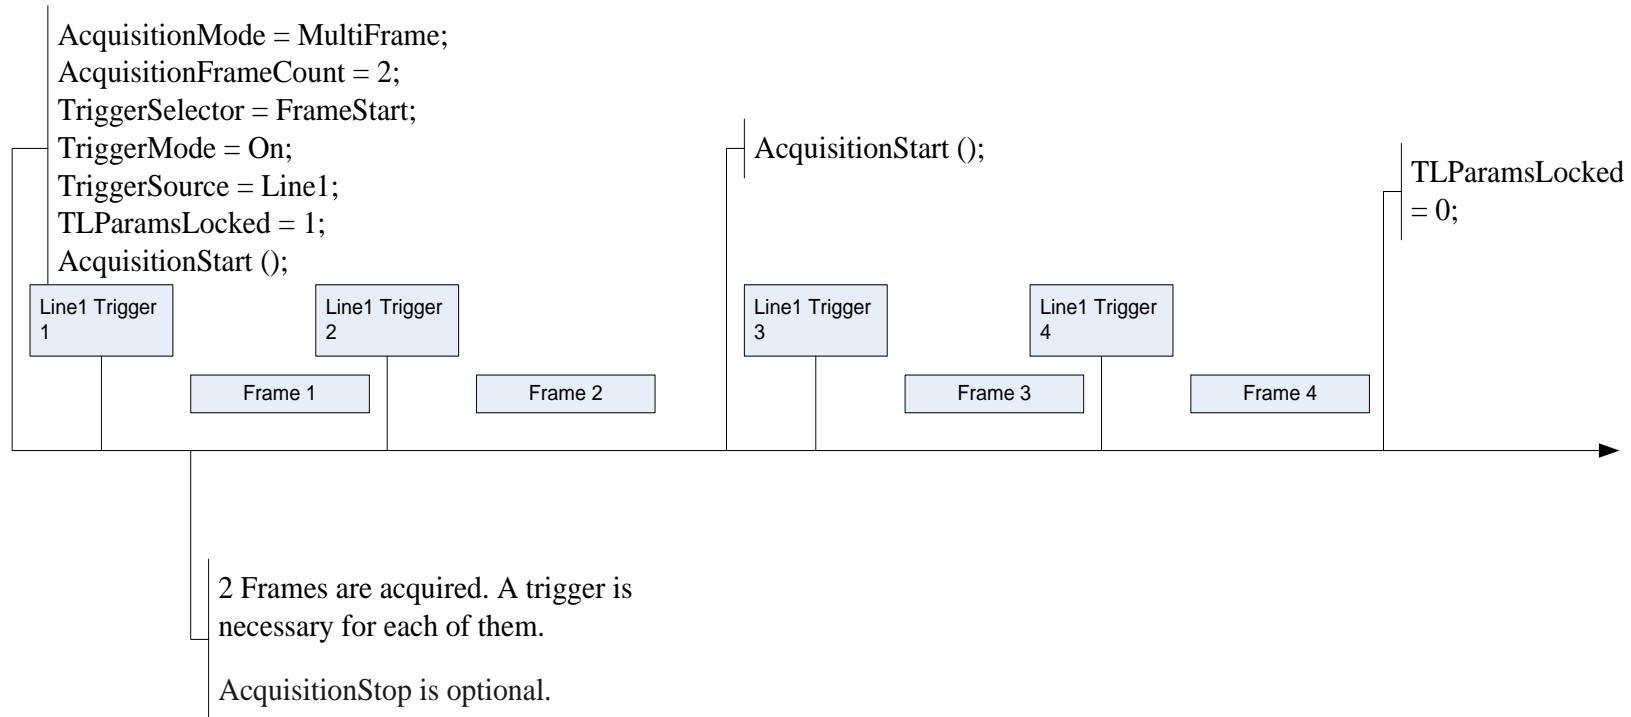 AcquisitionMode = MultiFrame;
AcquisitionFrameCount = 2;
TriggerSelector = FrameStart;
TriggerMode = On;
TriggerSource = Line1;
TLParamsLocked = 1;
AcquisitionStart ();
AcquisitionStart ();
TLParamsLocked
= 0;
Line1 Trigger
1
Line1 Trigger
2
Line1 Trigger
3
Line1 Trigger
4
Frame 1
Frame 2
Frame 3
Frame 4
2 Frames are acquired. A trigger is
necessary for each of them.
AcquisitionStop is optional.